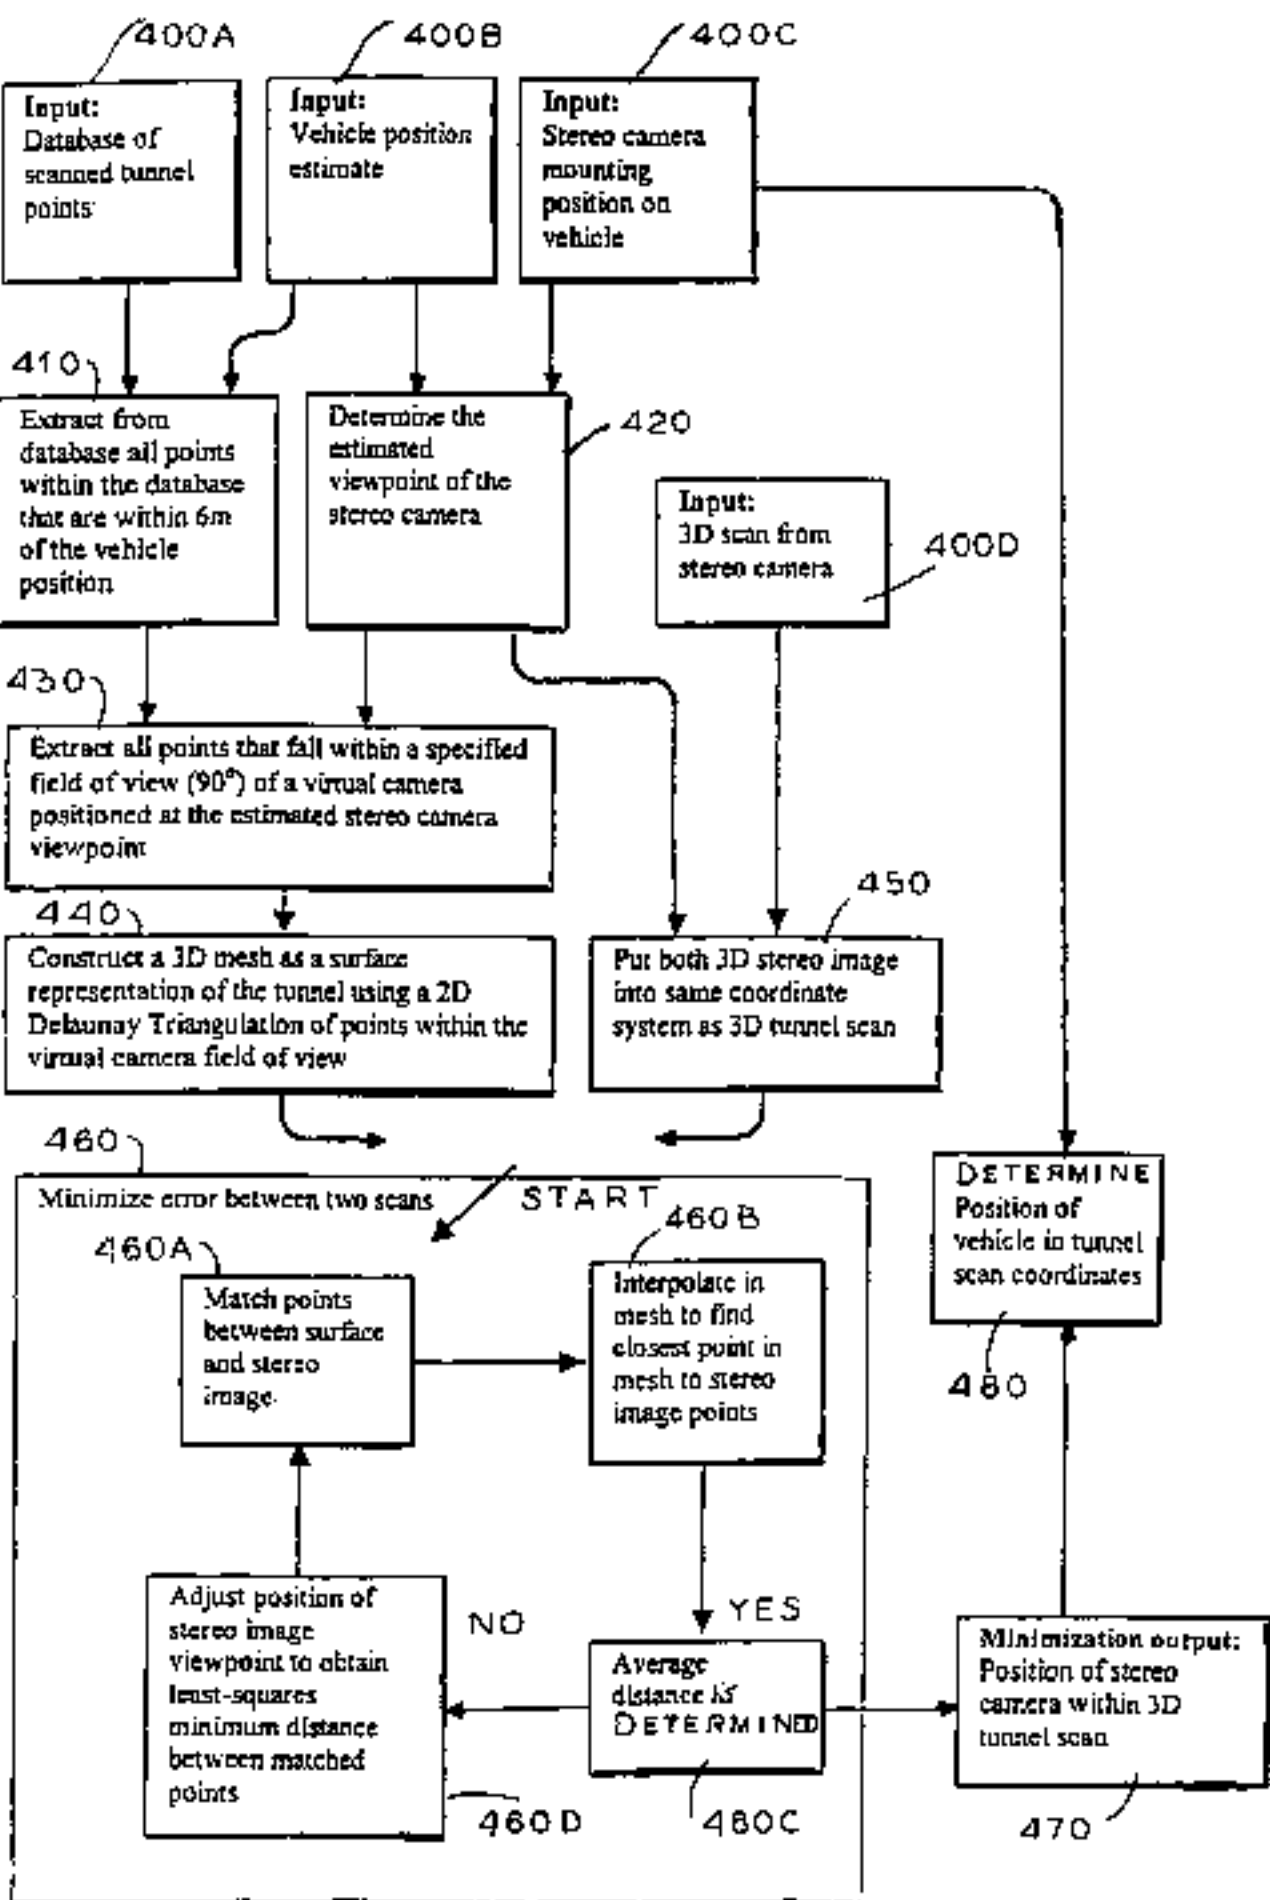 400A
400B
400C
Input:
Database of
scanned tunnel
points
Input:
Vehicle position
estimate
Input:
Stereo camera
mounting
position on
vehicle
410
Extract from
database all points
within the database
that are within 6m
of the vehicle
position
Determine the
estimated
viewpoint of the
stereo camera
420
Input:
3D scan from
stereo camera
400D
430
Extract all points that fall within a specified
field of view (90°) of a virtual camera
positioned at the estimated stereo camera
viewpoint
440
Construct a 3D mesh as a surface
representation of the tunnel using a 2D
Delaunay Triangulation of points within the
virtual camera field of view
450
Put both 3D stereo image
into same coordinate
system as 3D tunnel scan
460
Minimize error between two scans
START
460A
Match points
between surface
and stereo
image.
460B
Interpolate in
mesh to find
closest point in
mesh to stereo
image points
DETERMINE
Position of
vehicle in tunnel
scan coordinates
480
Adjust position of
stereo image
viewpoint to obtain
least-squares
minimum distance
between matched
points
460D
NO
YES
Average
distance is
DETERMINED
460C
Minimization output:
Position of stereo
camera within 3D
tunnel scan
470